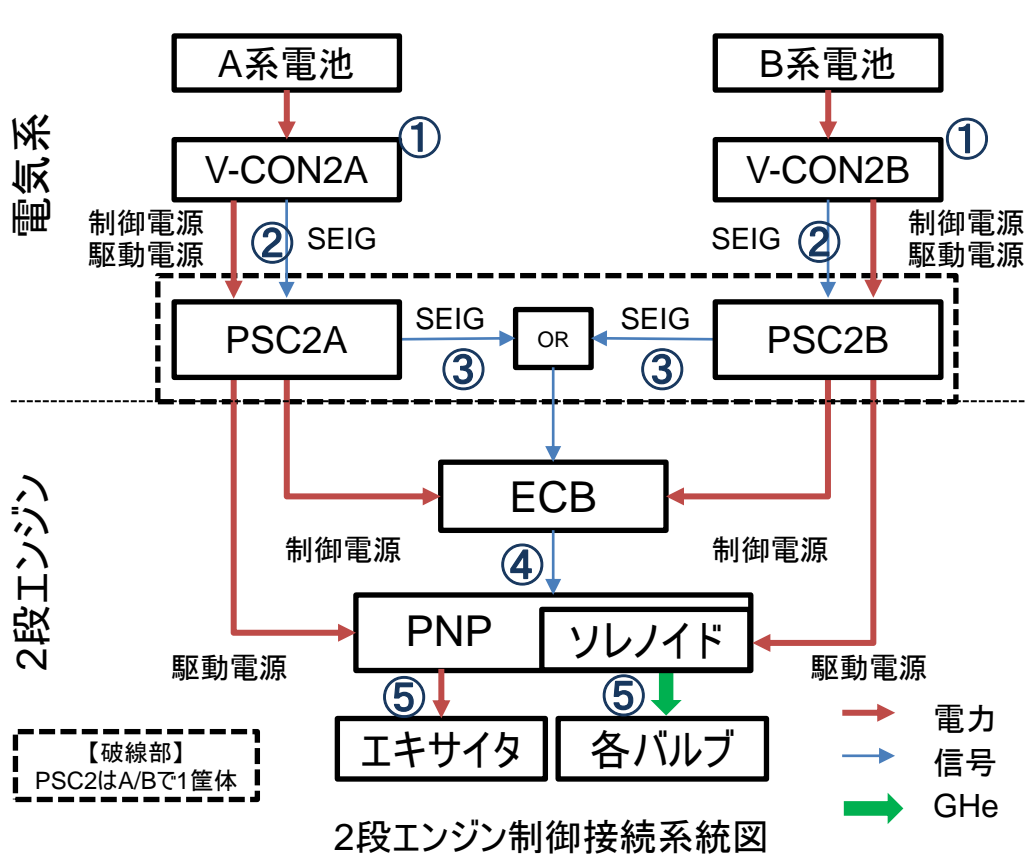 A系電池
B系電池
電気系
①
①
V-CON2A
V-CON2B
制御電源
駆動電源
②
SEIG
SEIG
②
制御電源
駆動電源
PSC2A
SEIG
③
OR
SEIG
③
PSC2B
2段エンジン
ECB
制御電源
④
制御電源
PNP
ソレノイド
駆動電源
駆動電源
⑤
⑤
エキサイタ
各バルブ
【破線部】
PSC2はA/Bで1筐体
電力
信号
GHe
2段エンジン制御接続系統図